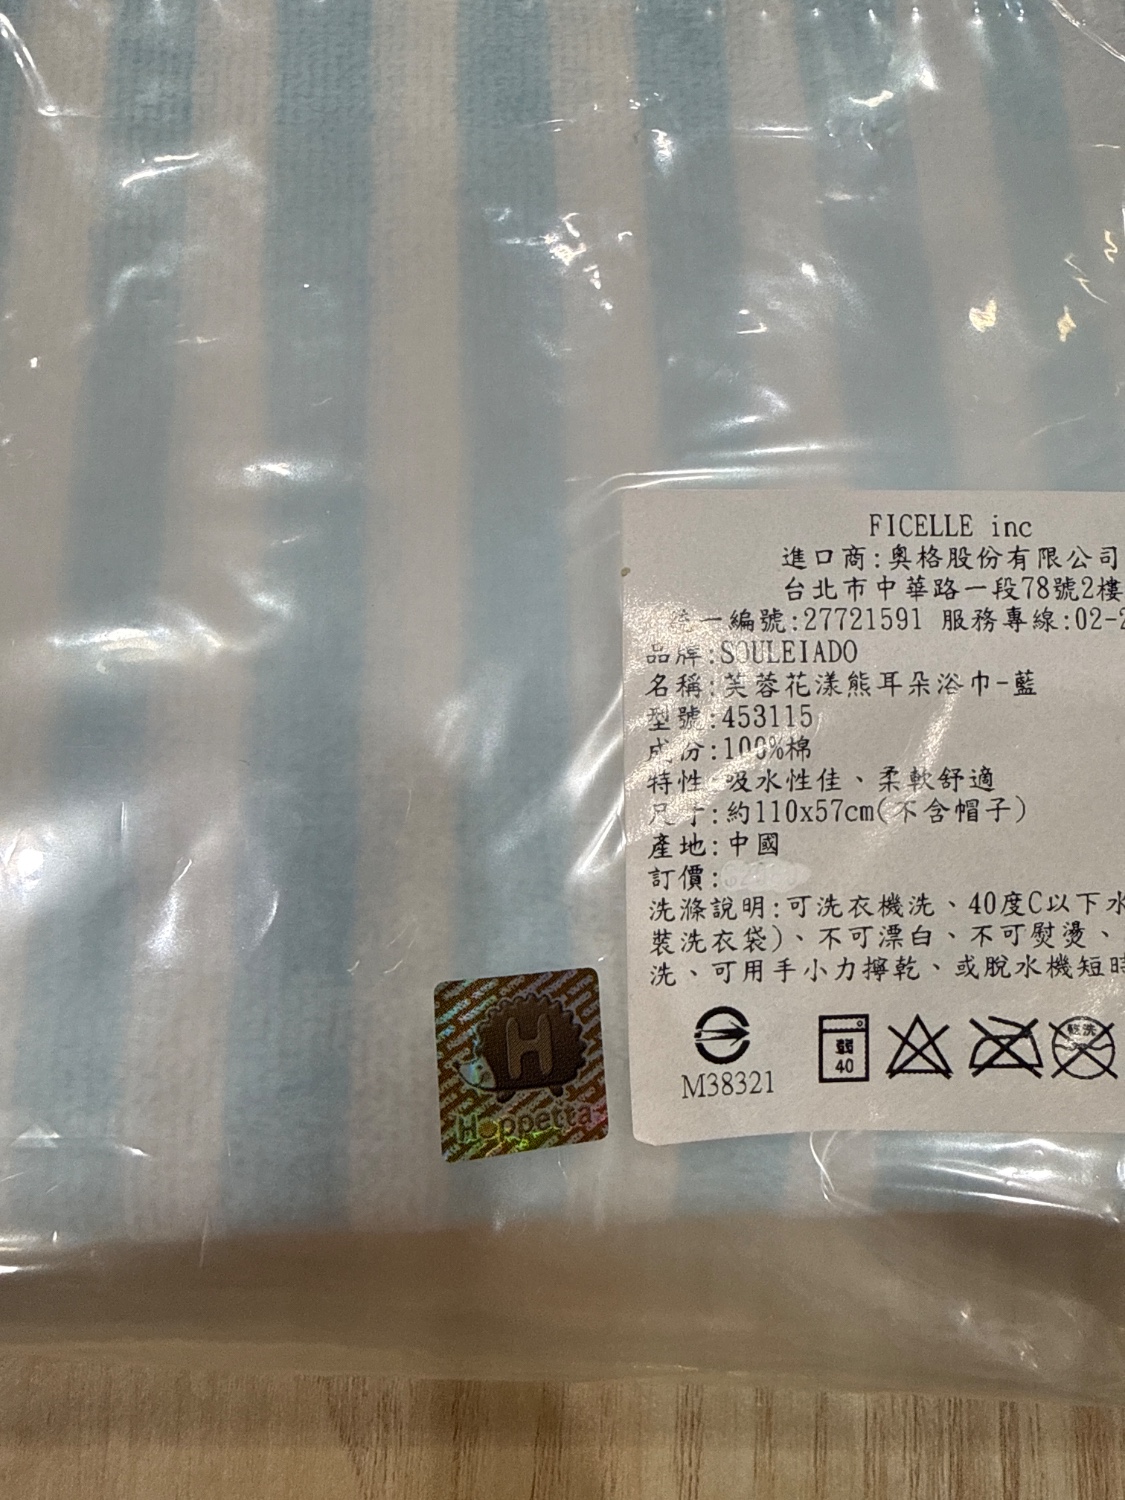 FICELLE inc
進口商:奧格股份有限公司
台北市中華路一段78號2樓
統一編號:27721591 服務專線:02-2
品牌:SOULEIADO
名稱:芙蓉花漾熊耳朵浴巾-藍
型號:453115
成份:100%棉
特性:吸水性佳、柔軟舒適
尺寸:約110x57cm(不含帽子)
產地:中國
訂價:
洗滌說明:可洗衣機洗、40度C以下水
裝洗衣袋)、不可漂白、不可熨燙、
洗、可用手小力擰乾、或脫水機短時
弱
40
乾洗
M38321
H
Hoppetta